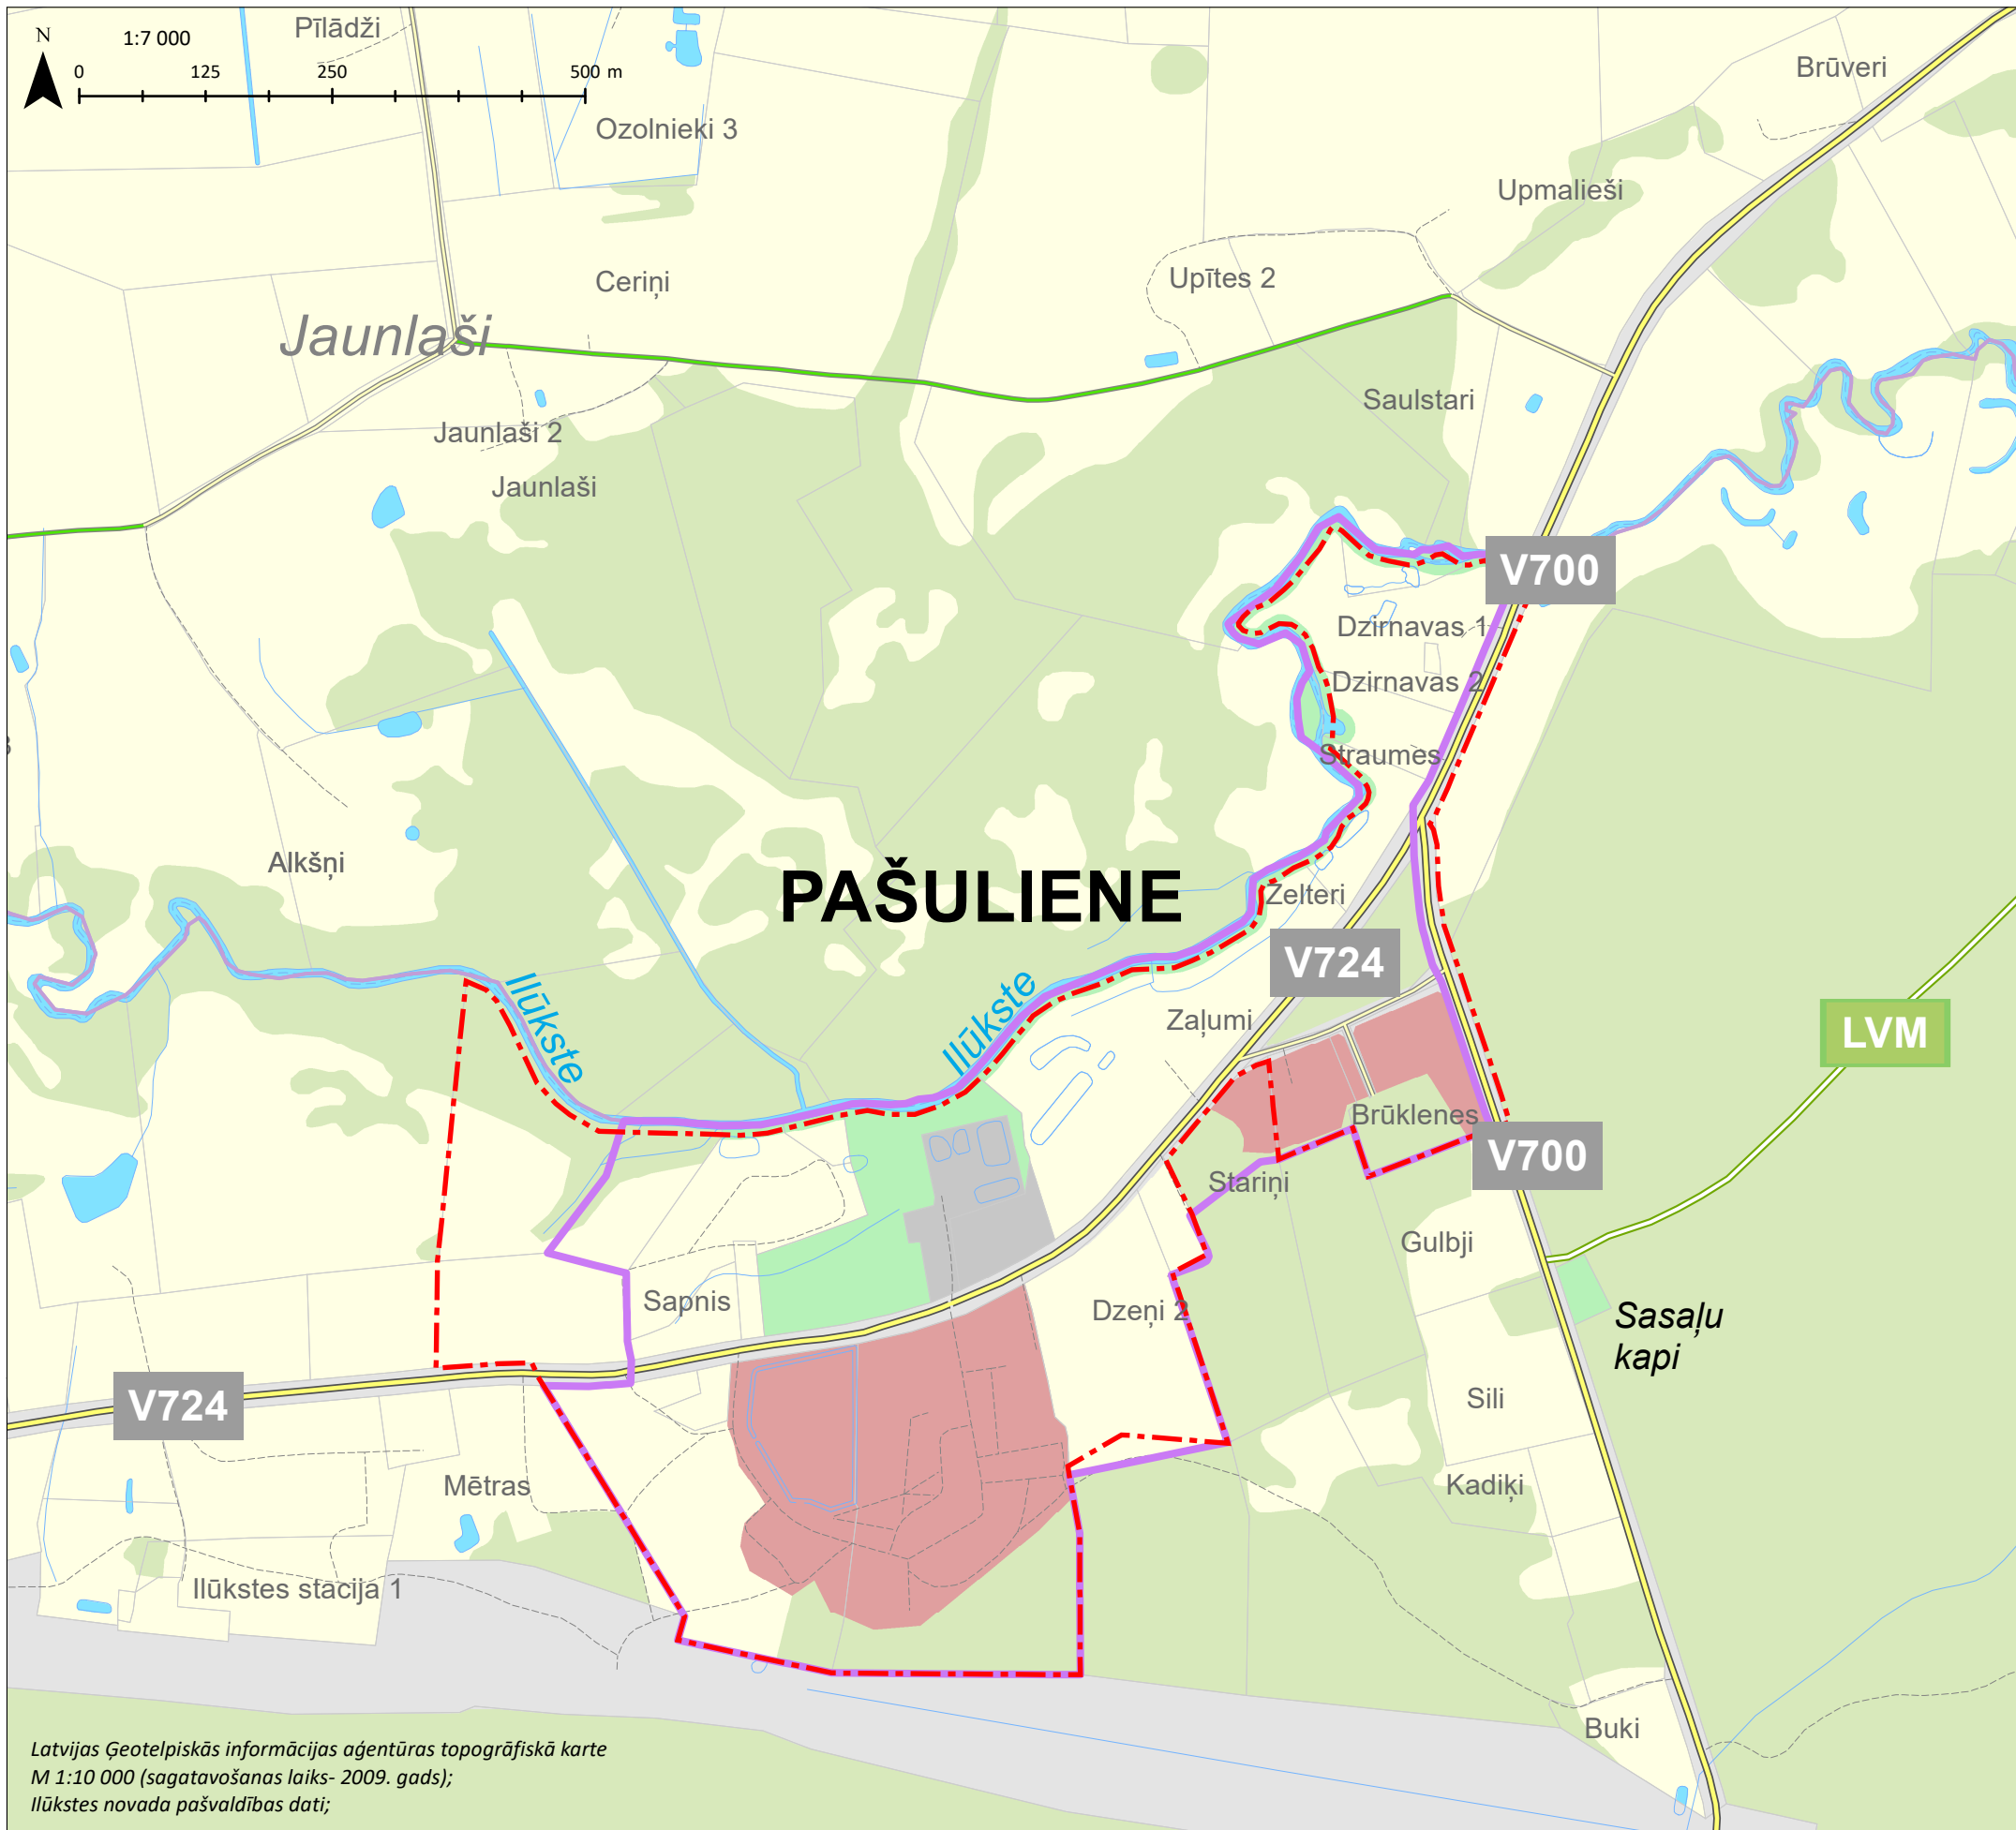 N
1:7 000
0 125 250 500 m
Pīlādži
Brūveri
Ozolnieki 3
Upmalieši
Ceriņi
Upītes 2
Jaunlaši
Saulstari
Jaunlaši 2
Jaunlaši
V700
Dzirnavas 1
Dzirnavas 2
Straumes
Alkšņi
PAŠULIENE
Zelteri
V724
Ilūkste
Ilūkste
Zaļumi
LVM
Brūklenes
V700
Stariņi
Gulbji
Sapnis
Dzeņi 2
Sasaļu
kapi
V724
Sili
Mētras
Kadiķi
Ilūkstes stacija 1
Buki
Latvijas Ģeotelpiskās informācijas aģentūras topogrāfiskā karte
M 1:10 000 (sagatavošanas laiks- 2009. gads);
Ilūkstes novada pašvaldības dati;